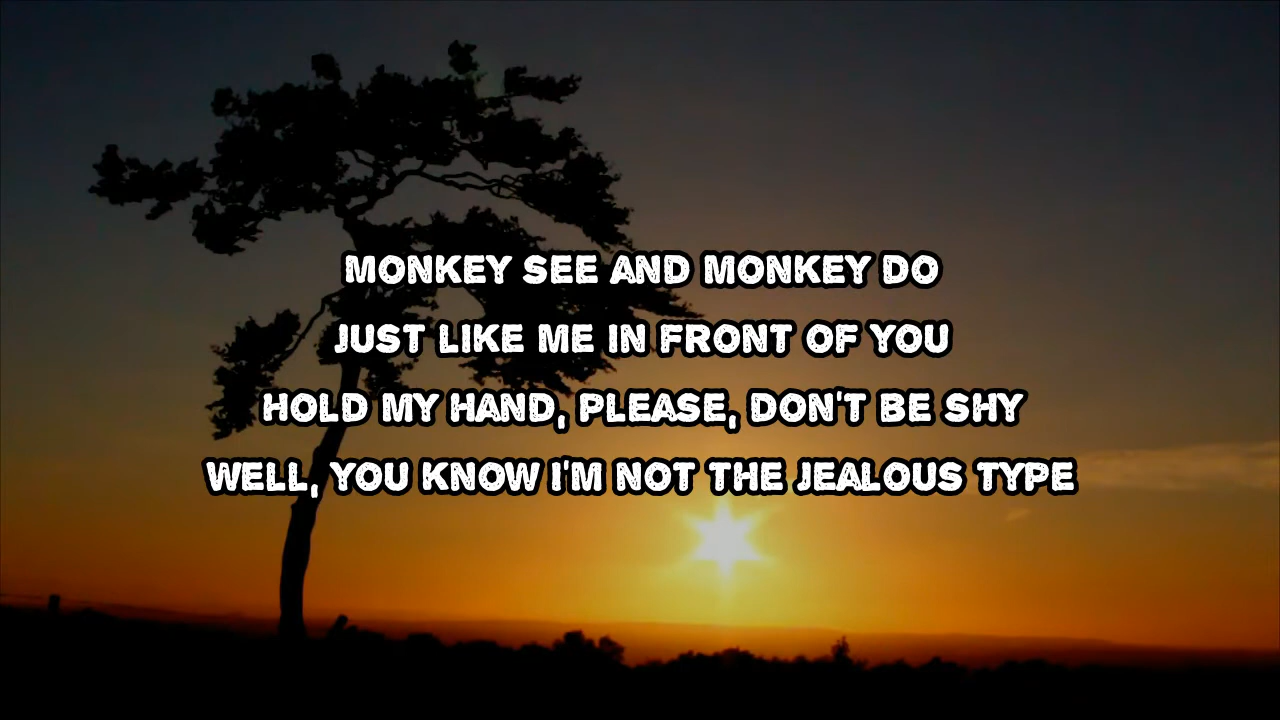 MONKEY SEE AND MONKEY DO
JUST LIKE ME IN FRONT OF YOU
HOLD MY HAND, PLEASE, DON'T BE SHY
WELL, YOU KNOW I'M NOT THE JEALOUS TYPE